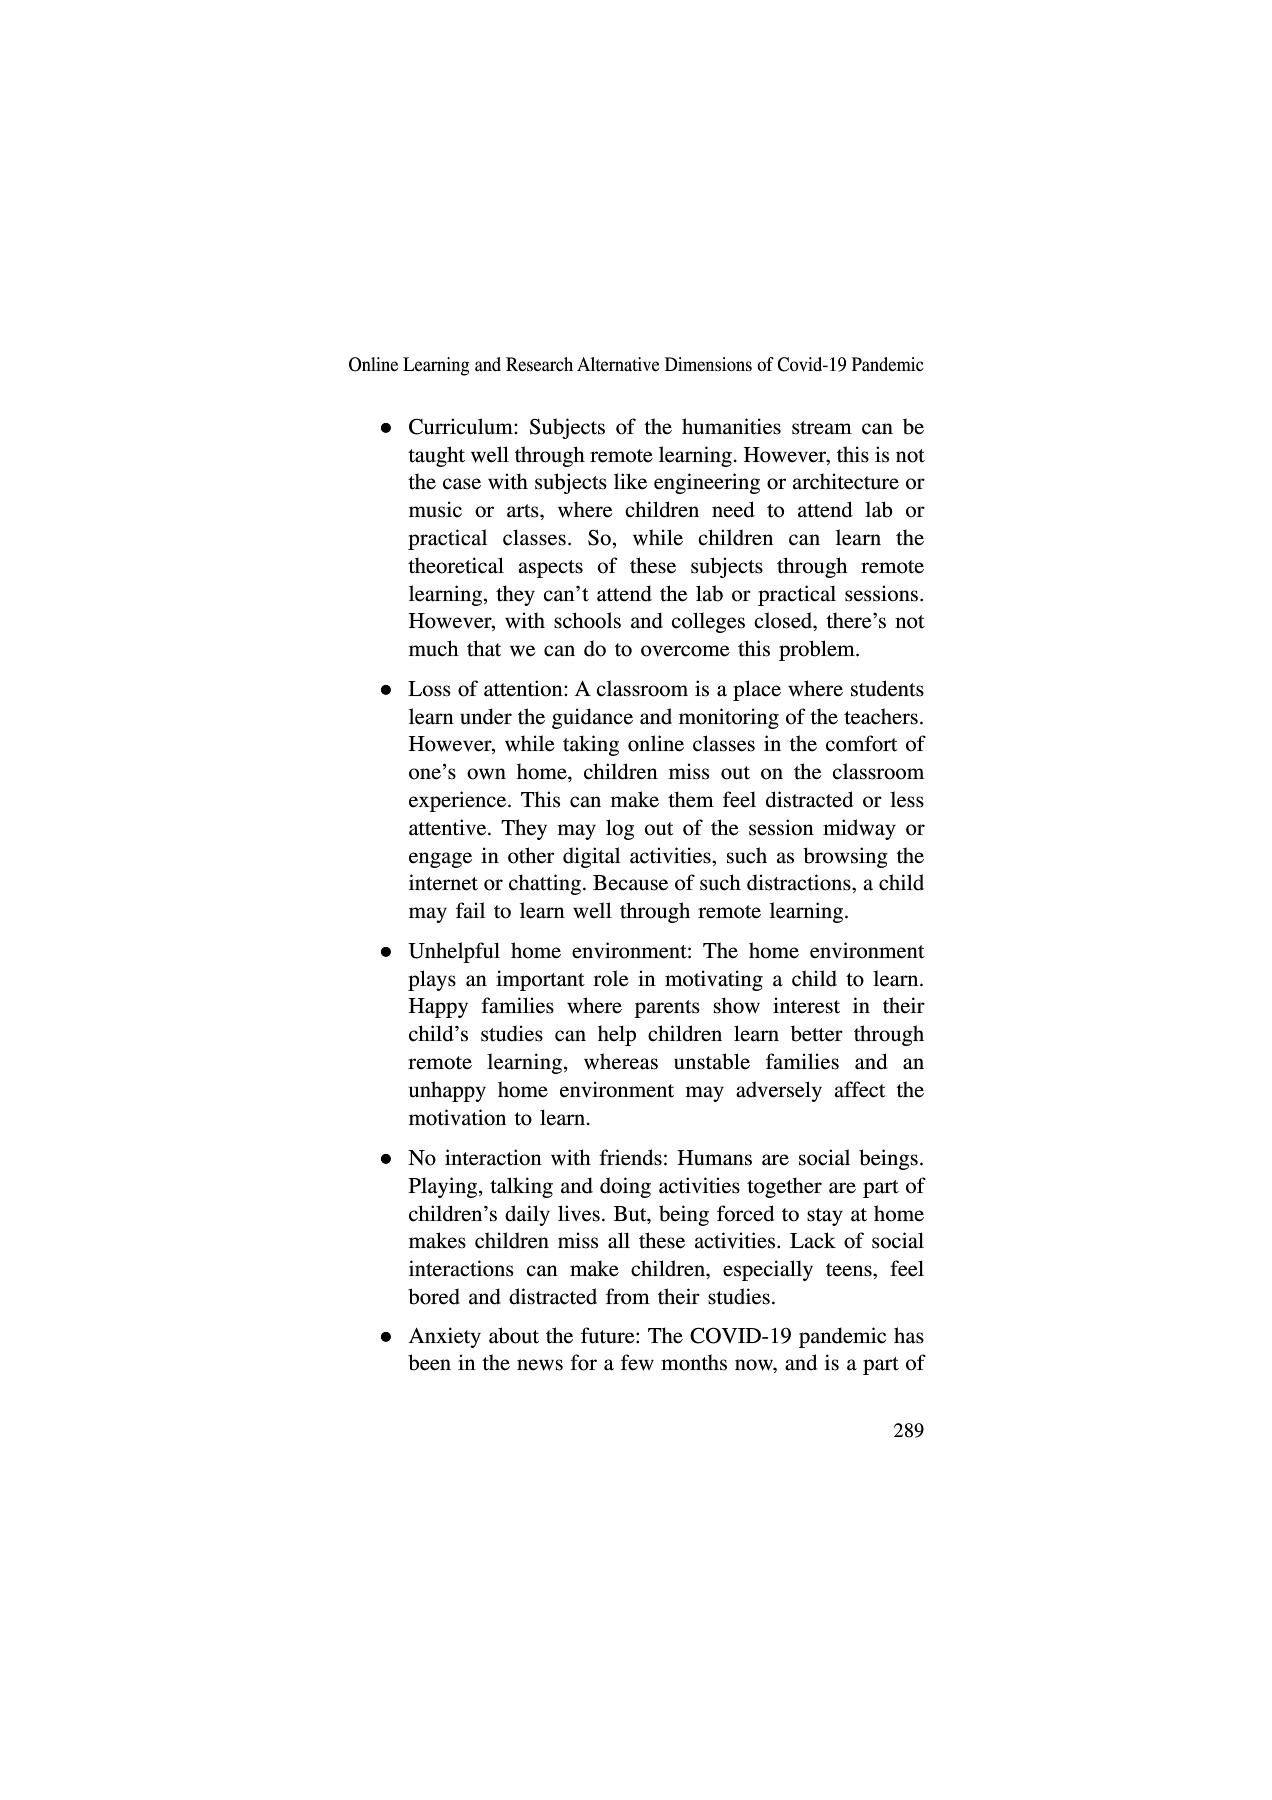 Online Learning and Research Alternative Dimensions of Covid-19 Pandemic
● Curriculum: Subjects of the humanities stream can be
taught well through remote learning. However, this is not
the case with subjects like engineering or architecture or
music or arts, where children need to attend lab or
practical classes. So, while children can learn the
theoretical aspects of these subjects through remote
learning, they can’t attend the lab or practical sessions.
However, with schools and colleges closed, there’s not
much that we can do to overcome this problem.
● Loss of attention: A classroom is a place where students
learn under the guidance and monitoring of the teachers.
However, while taking online classes in the comfort of
one’s own home, children miss out on the classroom
experience. This can make them feel distracted or less
attentive. They may log out of the session midway or
engage in other digital activities, such as browsing the
internet or chatting. Because of such distractions, a child
may fail to learn well through remote learning.
● Unhelpful home environment: The home environment
plays an important role in motivating a child to learn.
Happy families where parents show interest in their
child’s studies can help children learn better through
remote learning, whereas unstable families and an
unhappy home environment may adversely affect the
motivation to learn.
● No interaction with friends: Humans are social beings.
Playing, talking and doing activities together are part of
children’s daily lives. But, being forced to stay at home
makes children miss all these activities. Lack of social
interactions can make children, especially teens, feel
bored and distracted from their studies.
● Anxiety about the future: The COVID-19 pandemic has
been in the news for a few months now, and is a part of
289